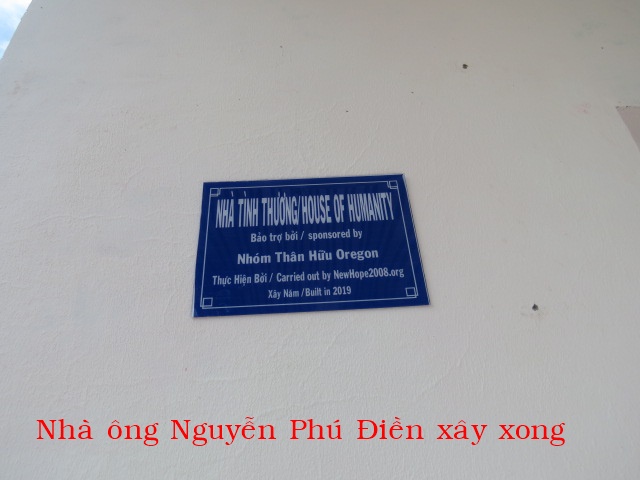 NHÀ TÌNH THƯƠNG/HOUSE OF HUMANITY
Bảo trợ bởi / sponsored by
Nhóm Thân Hữu Oregon
Thực Hiện Bởi / Carried out by NewHope2008.org
Xây Năm /Built in 2019
Nhà ông Nguyễn Phú Điền xây xong